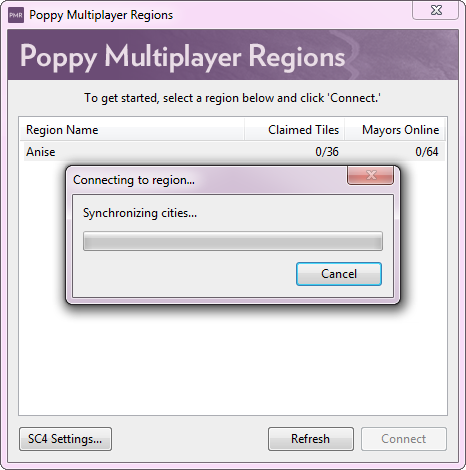 PMR Poppy Multiplayer Regions
Poppy Multiplayer Regions
To get started, select a region below and click 'Connect.'
Region Name Claimed Tiles Mayors Online
Anise 0/36 0/64
Connecting to region...
Synchronizing cities...
Cancel
SC4 Settings... Refresh Connect